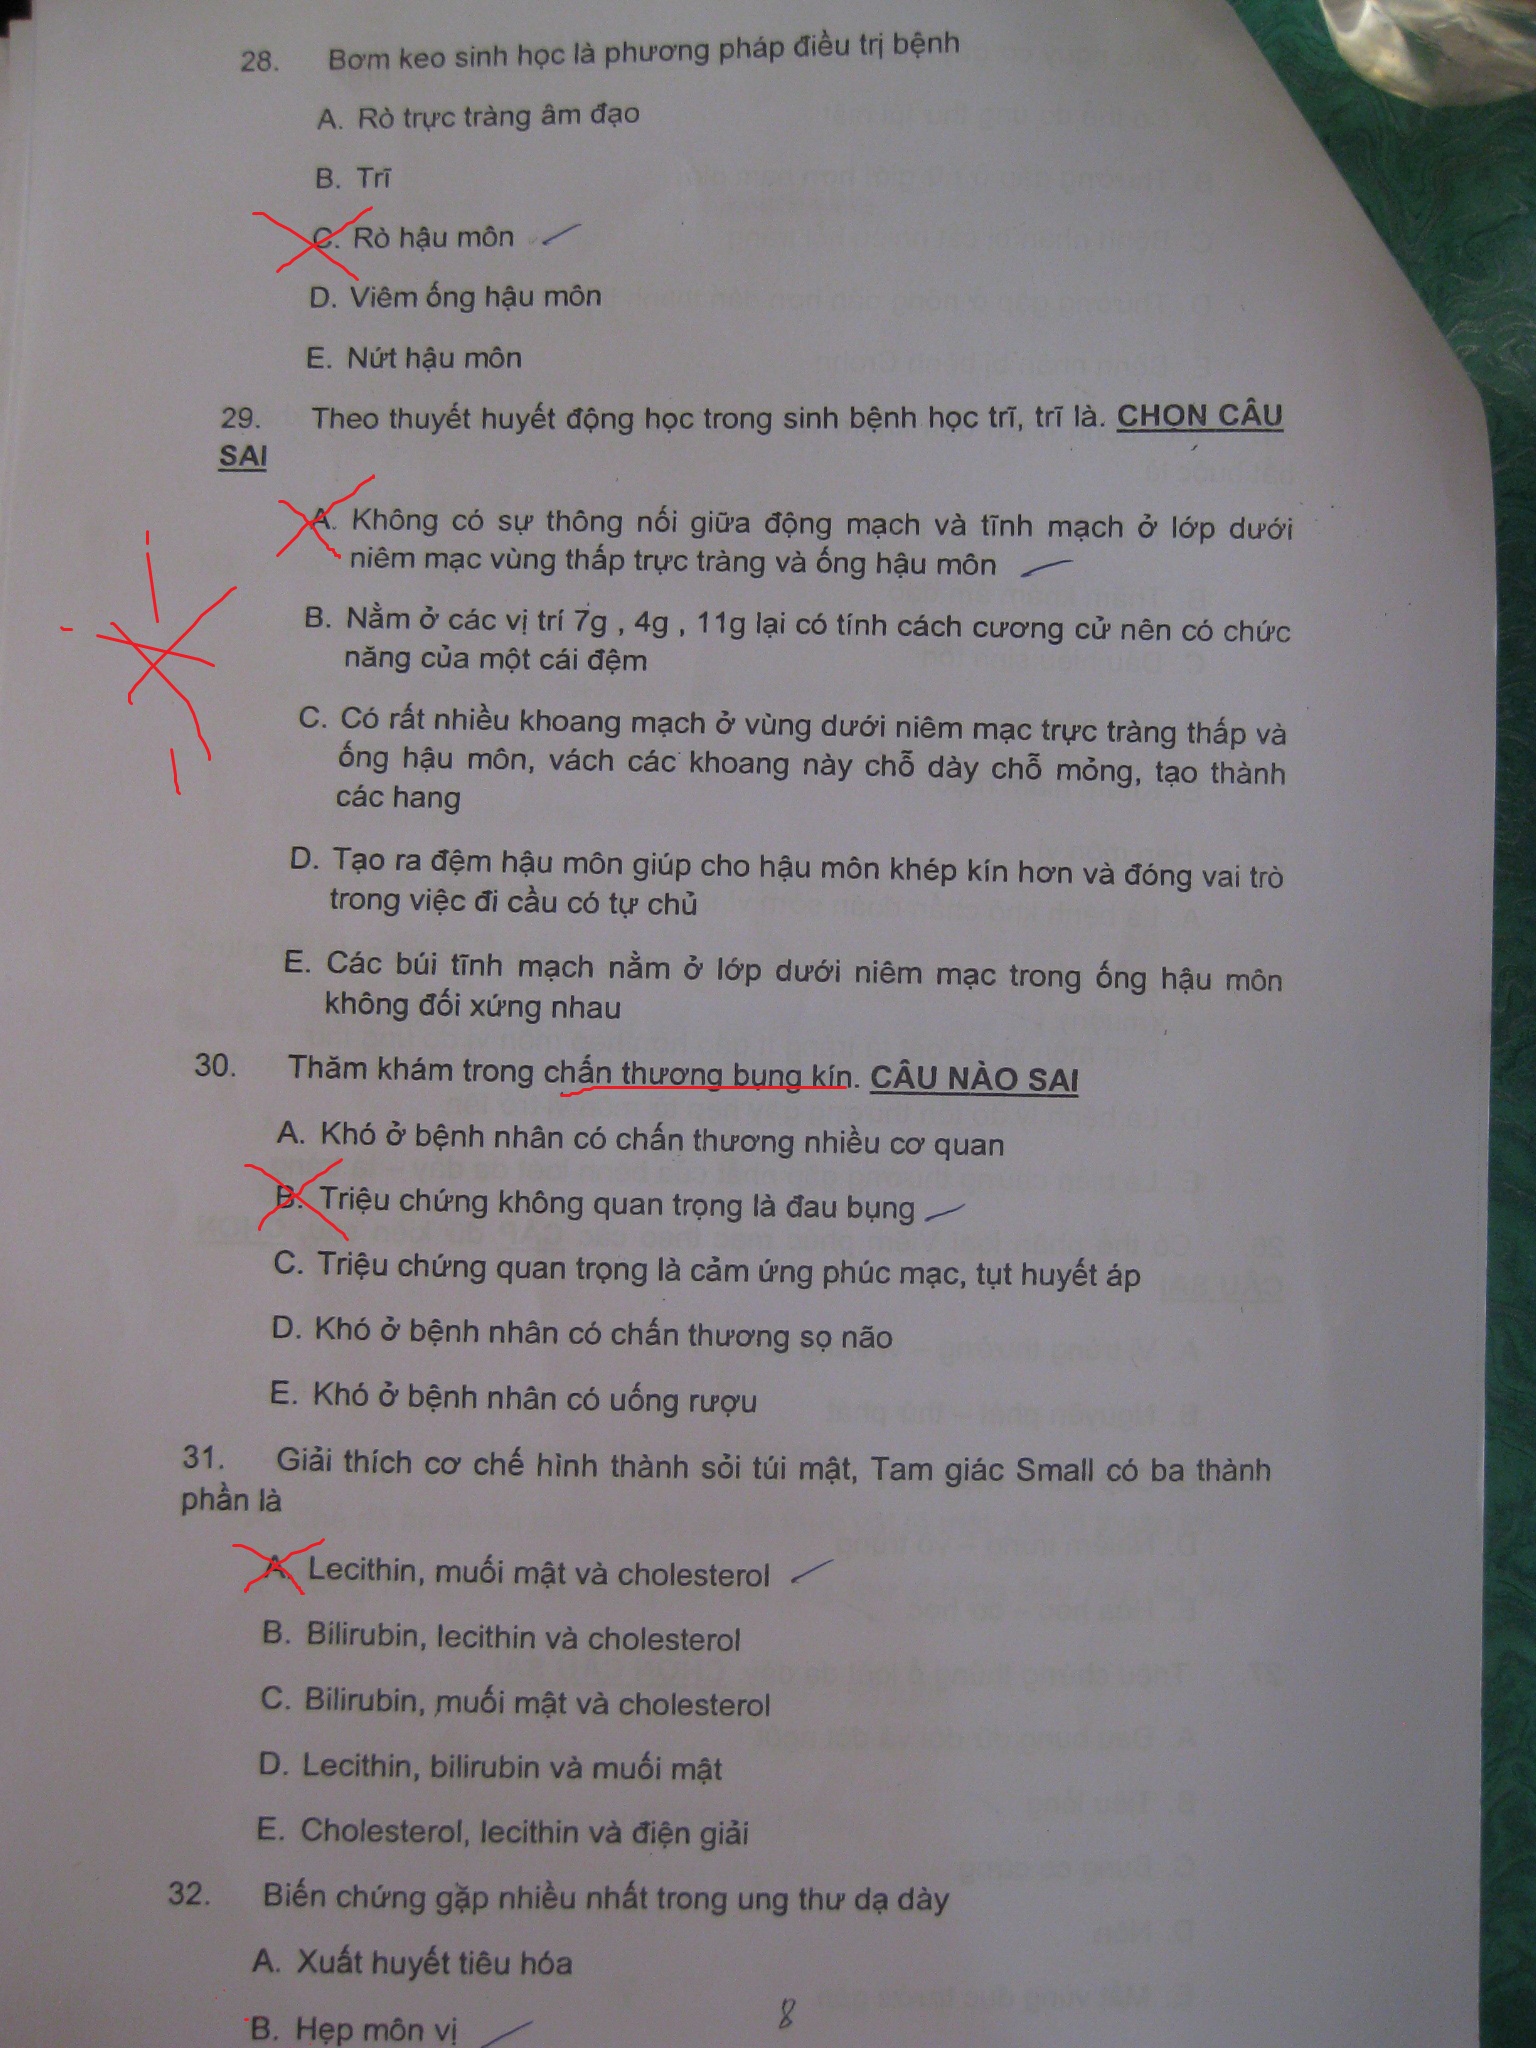 28. Bơm keo sinh học là phương pháp điều trị bệnh
A. Rò trực tràng âm đạo
B. Trĩ
C. Rò hậu môn
D. Viêm ống hậu môn
E. Nứt hậu môn
29. Theo thuyết huyết động học trong sinh bệnh học trĩ, trĩ là. CHỌN CÂU
SAI
A. Không có sự thông nối giữa động mạch và tĩnh mạch ở lớp dưới
niêm mạc vùng thấp trực tràng và ống hậu môn
B. Nằm ở các vị trí 7g , 4g , 11g lại có tính cách cương cử nên có chức
năng của một cái đệm
C. Có rất nhiều khoang mạch ở vùng dưới niêm mạc trực tràng thấp và
ống hậu môn, vách các khoang này chỗ dày chỗ mỏng, tạo thành
các hang
D. Tạo ra đệm hậu môn giúp cho hậu môn khép kín hơn và đóng vai trò
trong việc đi cầu có tự chủ
E. Các búi tĩnh mạch nằm ở lớp dưới niêm mạc trong ống hậu môn
không đối xứng nhau
30. Thăm khám trong chấn thương bụng kín. CÂU NÀO SAI
A. Khó ở bệnh nhân có chấn thương nhiều cơ quan
B. Triệu chứng không quan trọng là đau bụng
C. Triệu chứng quan trọng là cảm ứng phúc mạc, tụt huyết áp
D. Khó ở bệnh nhân có chấn thương sọ não
E. Khó ở bệnh nhân có uống rượu
31. Giải thích cơ chế hình thành sỏi túi mật, Tam giác Small có ba thành
phần là
A. Lecithin, muối mật và cholesterol
B. Bilirubin, lecithin và cholesterol
C. Bilirubin, muối mật và cholesterol
D. Lecithin, bilirubin và muối mật
E. Cholesterol, lecithin và điện giải
32. Biến chứng gặp nhiều nhất trong ung thư dạ dày
A. Xuất huyết tiêu hóa
B. Hẹp môn vị
8